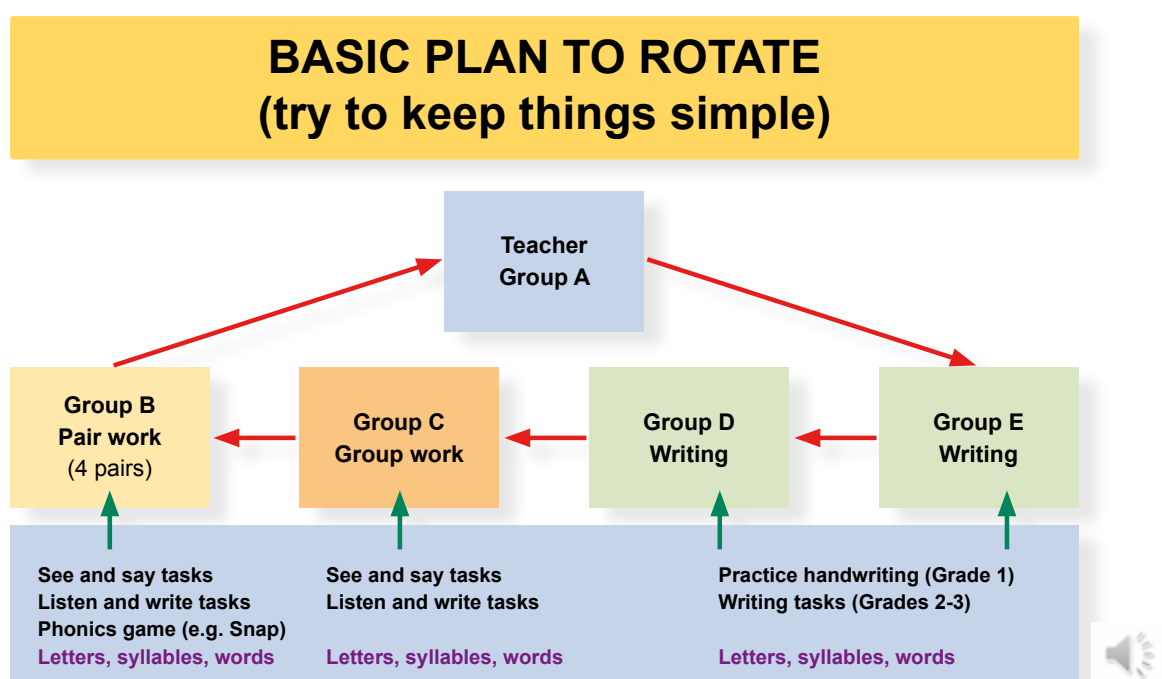 BASIC PLAN TO ROTATE
(try to keep things simple)
Teacher
Group A
Group B
Pair work
(4 pairs)
Group C
Group work
Group D
Writing
Group E
Writing
See and say tasks
Listen and write tasks
Phonics game (e.g. Snap)
Letters, syllables, words
See and say tasks
Listen and write tasks
Letters, syllables, words
Practice handwriting (Grade 1)
Writing tasks (Grades 2-3)
Letters, syllables, words